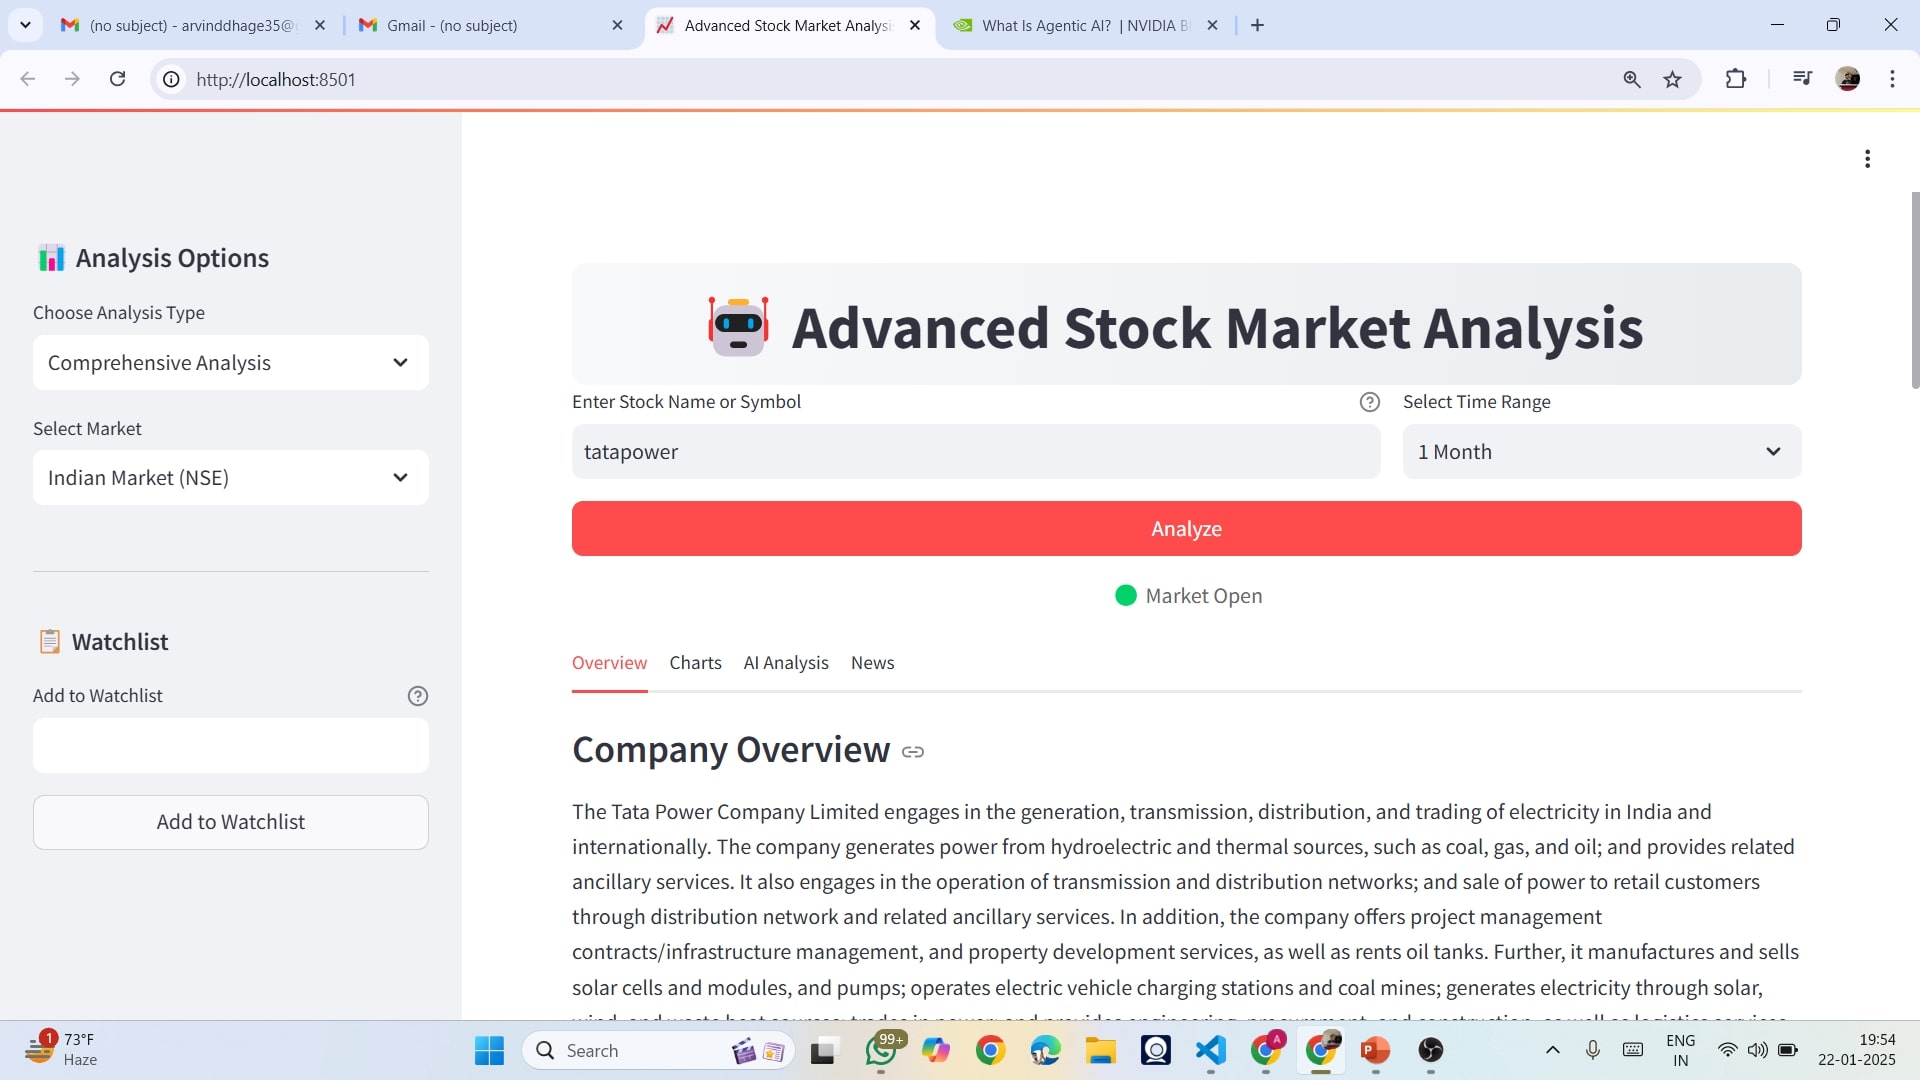 (no subject) - arvinddhage35@
Gmail - (no subject)
Advanced Stock Market Analysi
What Is Agentic AI? | NVIDIA B
http://localhost:8501
Analysis Options
Choose Analysis Type
Comprehensive Analysis
Select Market
Indian Market (NSE)
Watchlist
Add to Watchlist
Add to Watchlist
Advanced Stock Market Analysis
Enter Stock Name or Symbol
Select Time Range
tatapower
1 Month
Analyze
Market Open
Overview
Charts
AI Analysis
News
Company Overview
The Tata Power Company Limited engages in the generation, transmission, distribution, and trading of electricity in India and
internationally. The company generates power from hydroelectric and thermal sources, such as coal, gas, and oil; and provides related
ancillary services. It also engages in the operation of transmission and distribution networks; and sale of power to retail customers
through distribution network and related ancillary services. In addition, the company offers project management
contracts/infrastructure management, and property development services, as well as rents oil tanks. Further, it manufactures and sells
solar cells and modules, and pumps; operates electric vehicle charging stations and coal mines; generates electricity through solar,
1
73°F
Haze
Search
99+
A
P
ENG
IN
19:54
22-01-2025